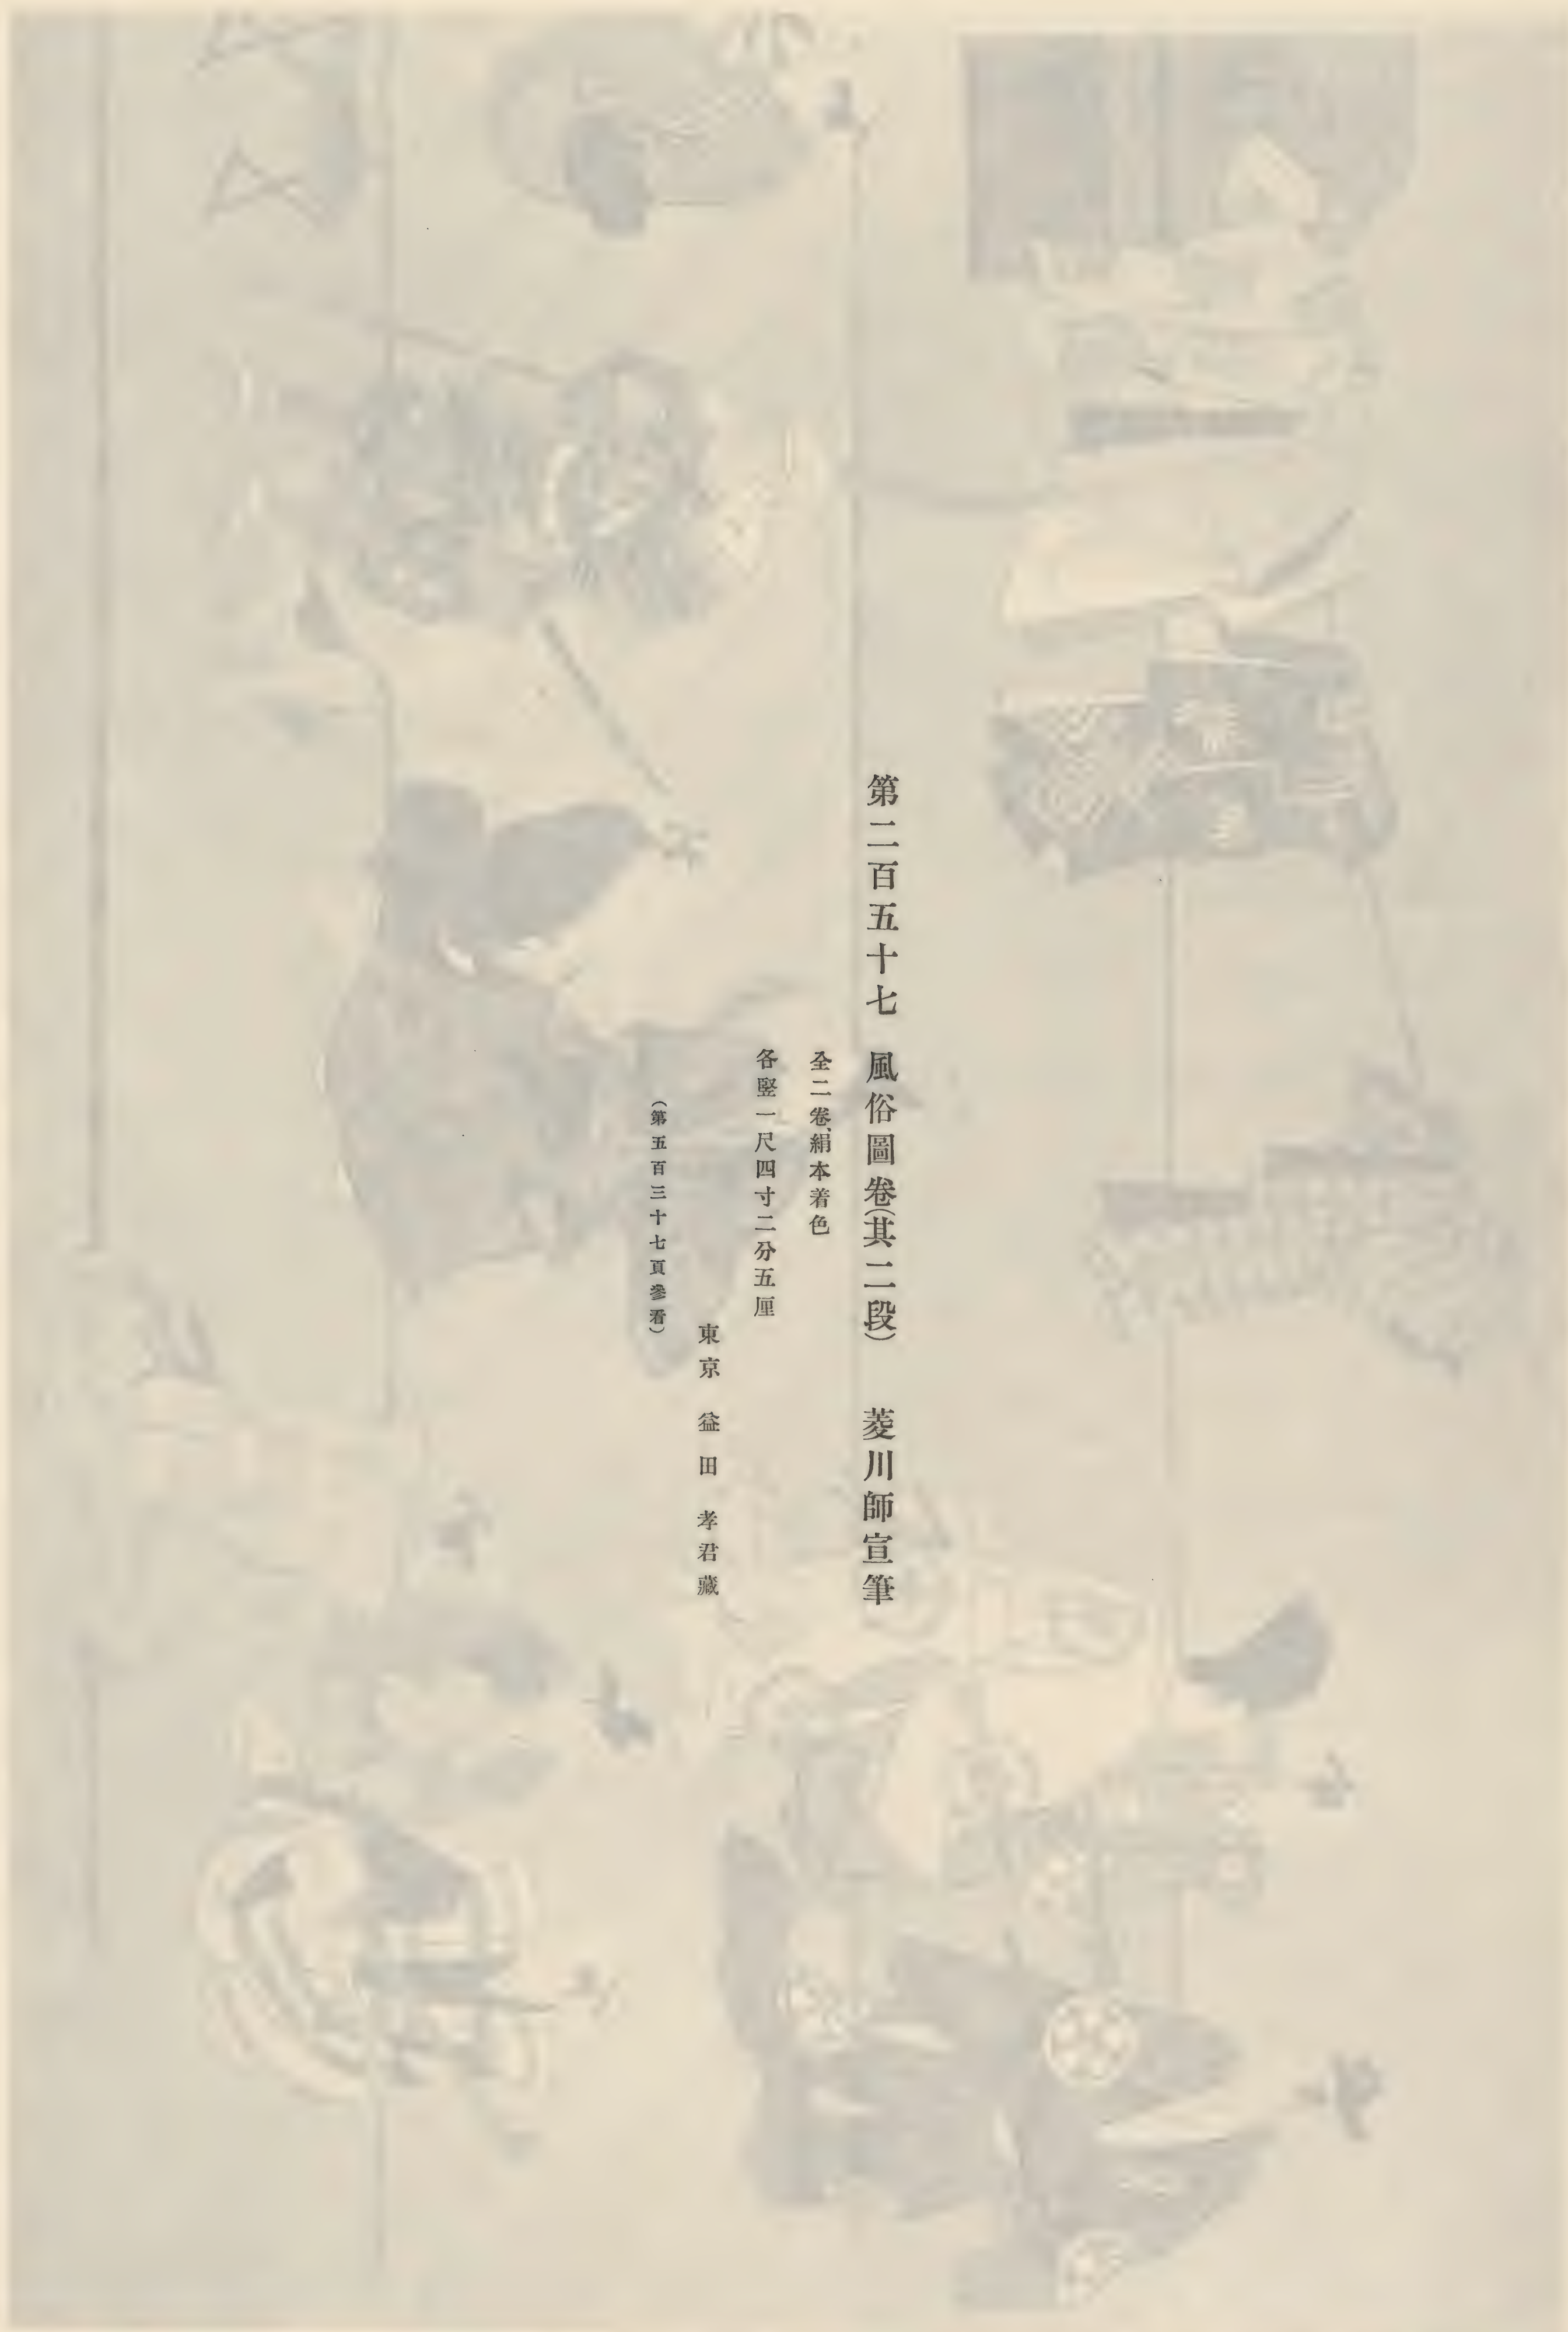 第二百五十七　風俗圖卷(其二段)　菱川師宣筆
全二卷、絹本着色
各竪一尺四寸二分五厘
東京　益田　孝君藏
(第五百三十七頁參看)